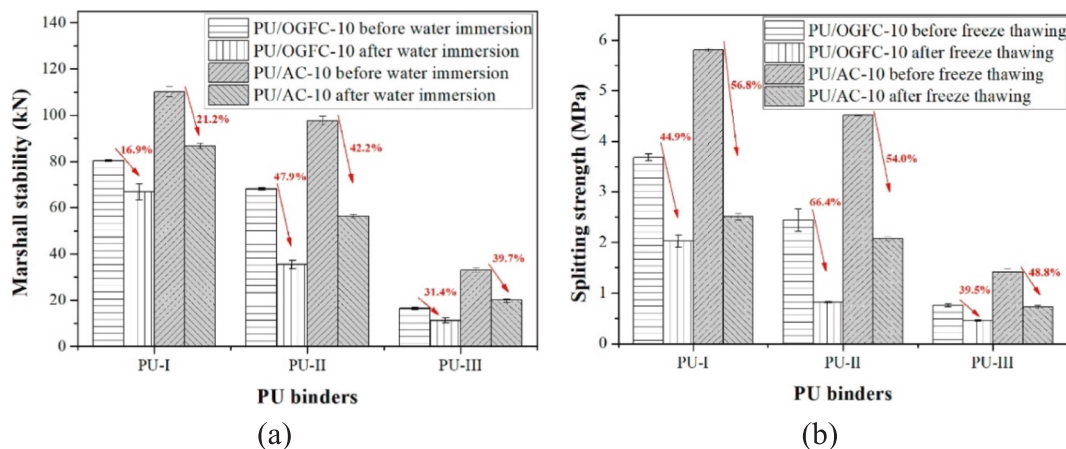 PU/OGFC-10 before water immersion
PU/OGFC-10 after water immersion
PU/AC-10 before water immersion
PU/AC-10 after water immersion
140
120
100
80
60
40
20
0
Marshall stability (kN)
16.9%
21.2%
47.9%
42.2%
31.4%
39.7%
PU-I
PU-II
PU-III
PU binders
(a)
PU/OGFC-10 before freeze thawing
PU/OGFC-10 after freeze thawing
PU/AC-10 before freeze thawing
PU/AC-10 after freeze thawing
6
5
4
3
2
1
0
Splitting strength (MPa)
44.9%
56.8%
66.4%
54.0%
39.5%
48.8%
PU-I
PU-II
PU-III
PU binders
(b)